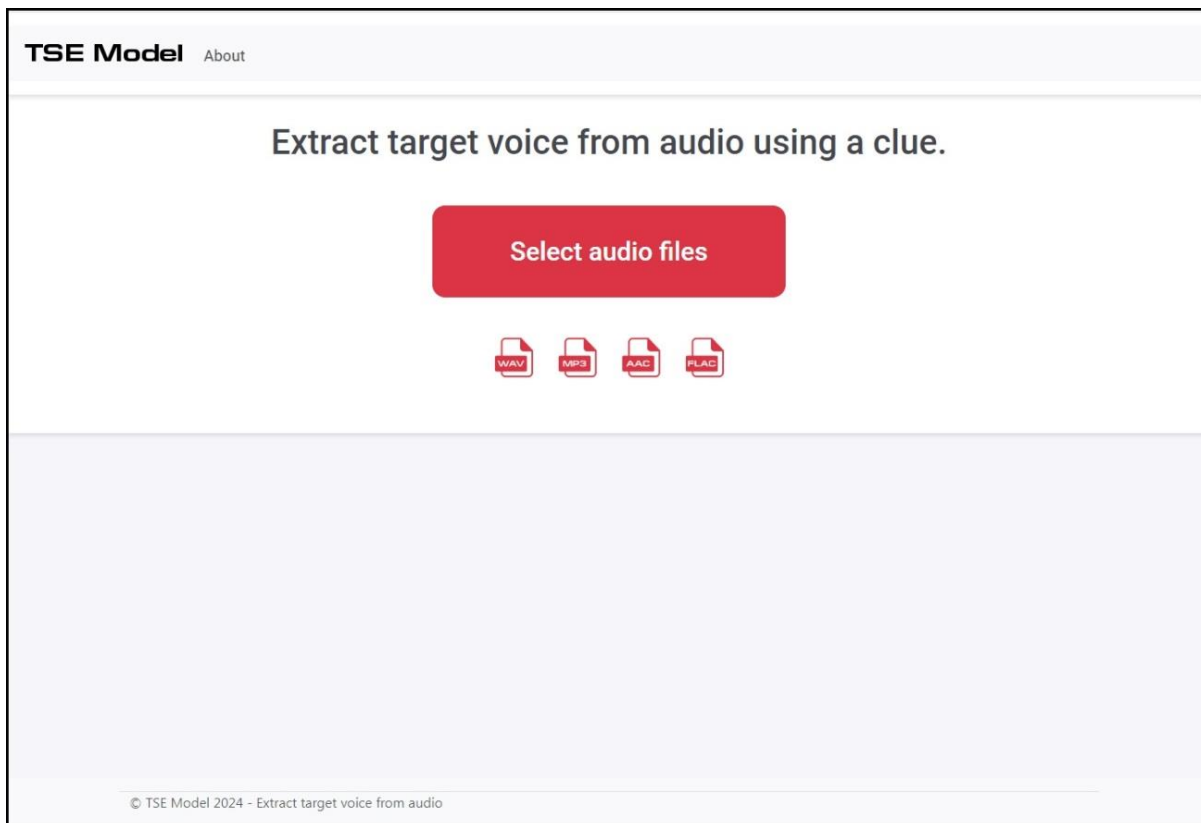 TSE Model About
Extract target voice from audio using a clue.
Select audio files
WAV MP3 AAC FLAC
© TSE Model 2024 - Extract target voice from audio